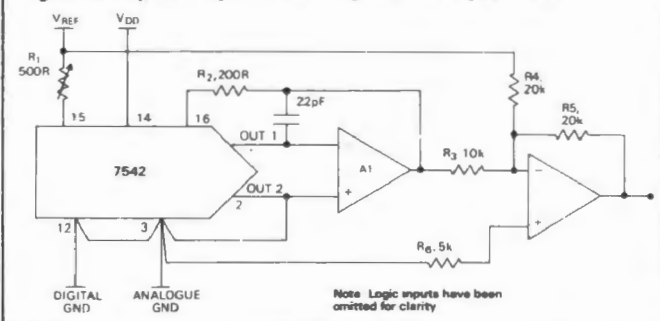 VREF VDD
R1
500R
R2, 200R
22pF
R4,
20k
R5,
20k
15 14 16
OUT 1
7542
A1
R3 10k
OUT 2
2
12 3
R6, 5k
DIGITAL
GND
ANALOGUE
GND
Note Logic inputs have been
omitted for clarity